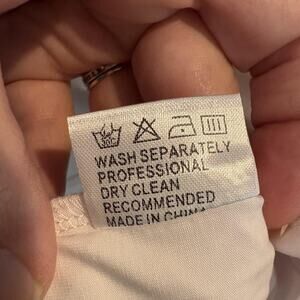 WASH SEPARATELY
PROFESSIONAL
DRY CLEAN
RECOMMENDED
MADE IN CHINA